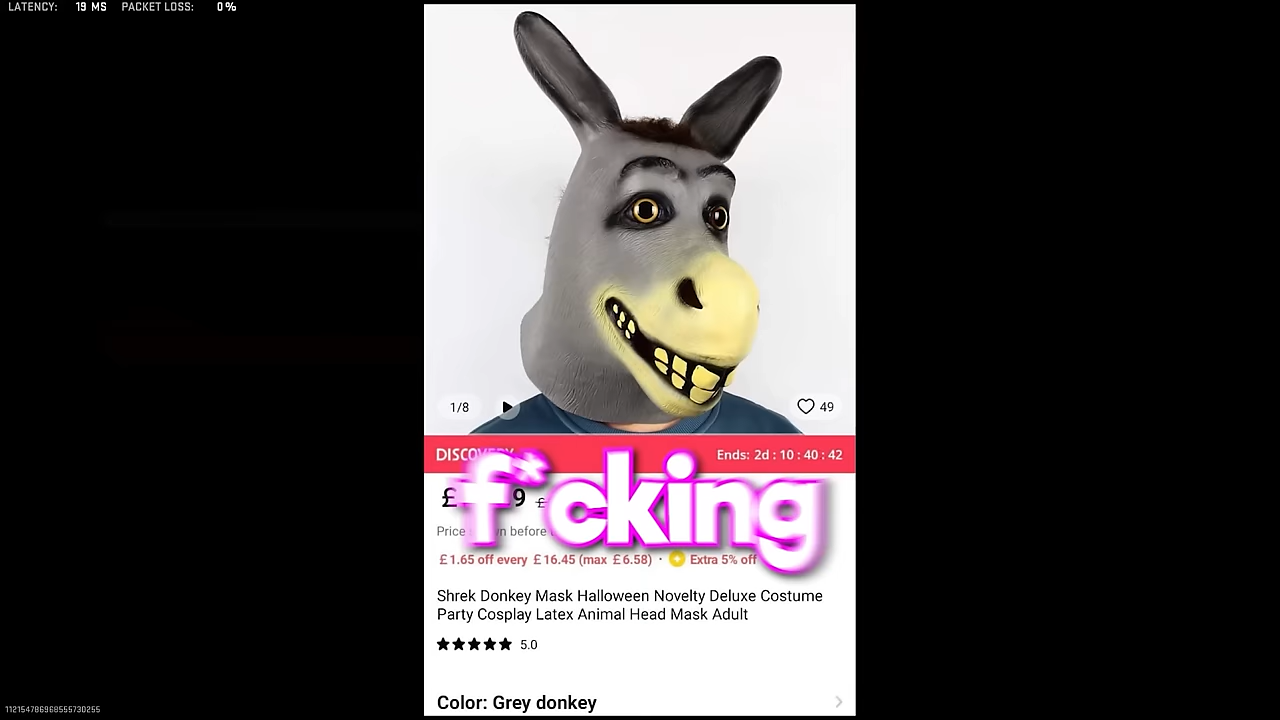 LATENCY: 19 MS PACKET LOSS: 0 %
1/8
49
DISCOVERY Ends: 2d : 10 : 40 : 42
f*cking
Price before
£1.65 off every £16.45 (max £6.58) · Extra 5% off
Shrek Donkey Mask Halloween Novelty Deluxe Costume
Party Cosplay Latex Animal Head Mask Adult
5.0
Color: Grey donkey